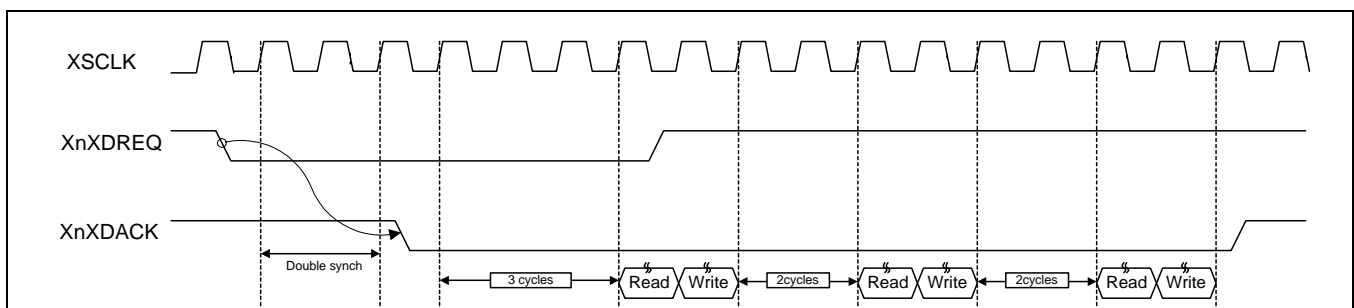 XSCLK
XnXDREQ
XnXDACK
Double synch
3 cycles
Read
Write
2cycles
Read
Write
2cycles
Read
Write